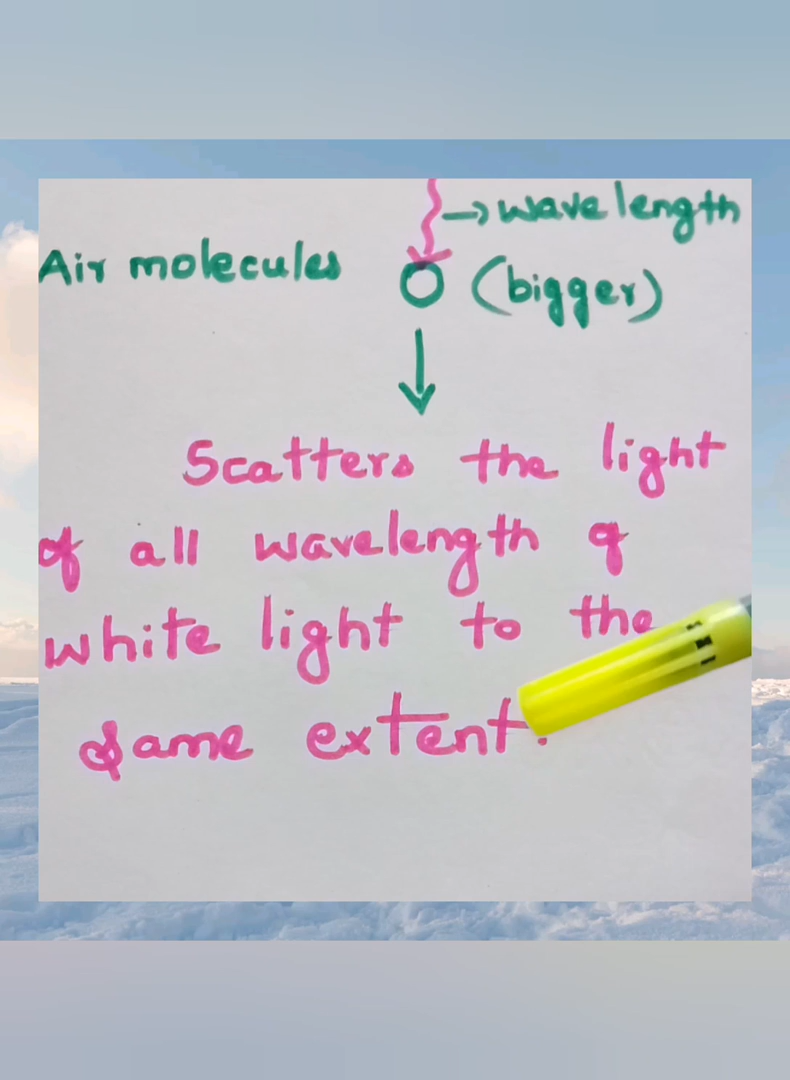 → wavelength
Air molecules (bigger)
Scatters the light
of all wavelength of
white light to the
same extent.